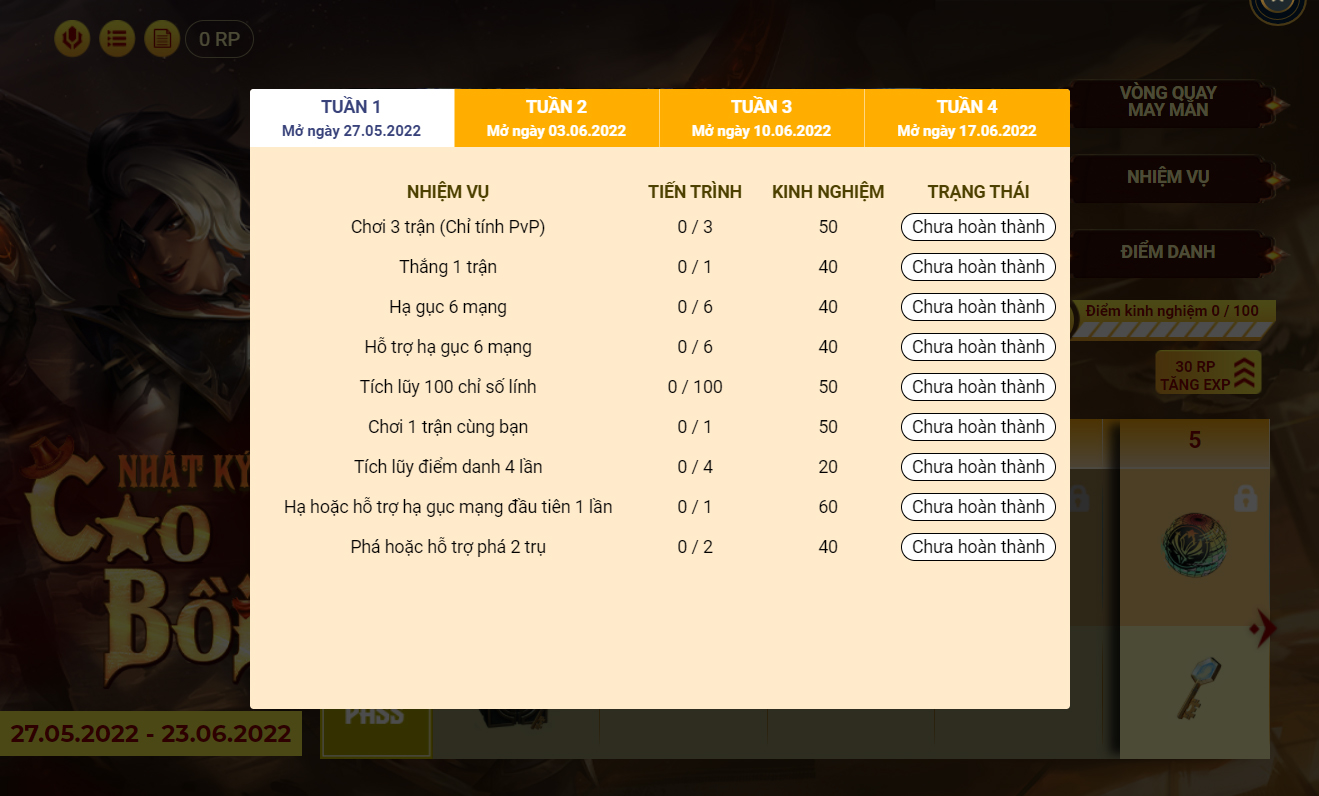 0 RP
TUẦN 1
Mở ngày 27.05.2022
TUẦN 2
Mở ngày 03.06.2022
TUẦN 3
Mở ngày 10.06.2022
TUẦN 4
Mở ngày 17.06.2022
NHIỆM VỤ TIẾN TRÌNH KINH NGHIỆM TRẠNG THÁI
Chơi 3 trận (Chỉ tính PvP) 0 / 3 50 Chưa hoàn thành
Thắng 1 trận 0 / 1 40 Chưa hoàn thành
Hạ gục 6 mạng 0 / 6 40 Chưa hoàn thành
Hỗ trợ hạ gục 6 mạng 0 / 6 40 Chưa hoàn thành
Tích lũy 100 chỉ số lính 0 / 100 50 Chưa hoàn thành
Chơi 1 trận cùng bạn 0 / 1 50 Chưa hoàn thành
Tích lũy điểm danh 4 lần 0 / 4 20 Chưa hoàn thành
Hạ hoặc hỗ trợ hạ gục mạng đầu tiên 1 lần 0 / 1 60 Chưa hoàn thành
Phá hoặc hỗ trợ phá 2 trụ 0 / 2 40 Chưa hoàn thành
VÒNG QUAY
MAY MẮN
NHIỆM VỤ
ĐIỂM DANH
Điểm kinh nghiệm 0 / 100
30 RP
TĂNG EXP
5
NHẬT KÝ
CAO
BỒI
PASS
27.05.2022 - 23.06.2022